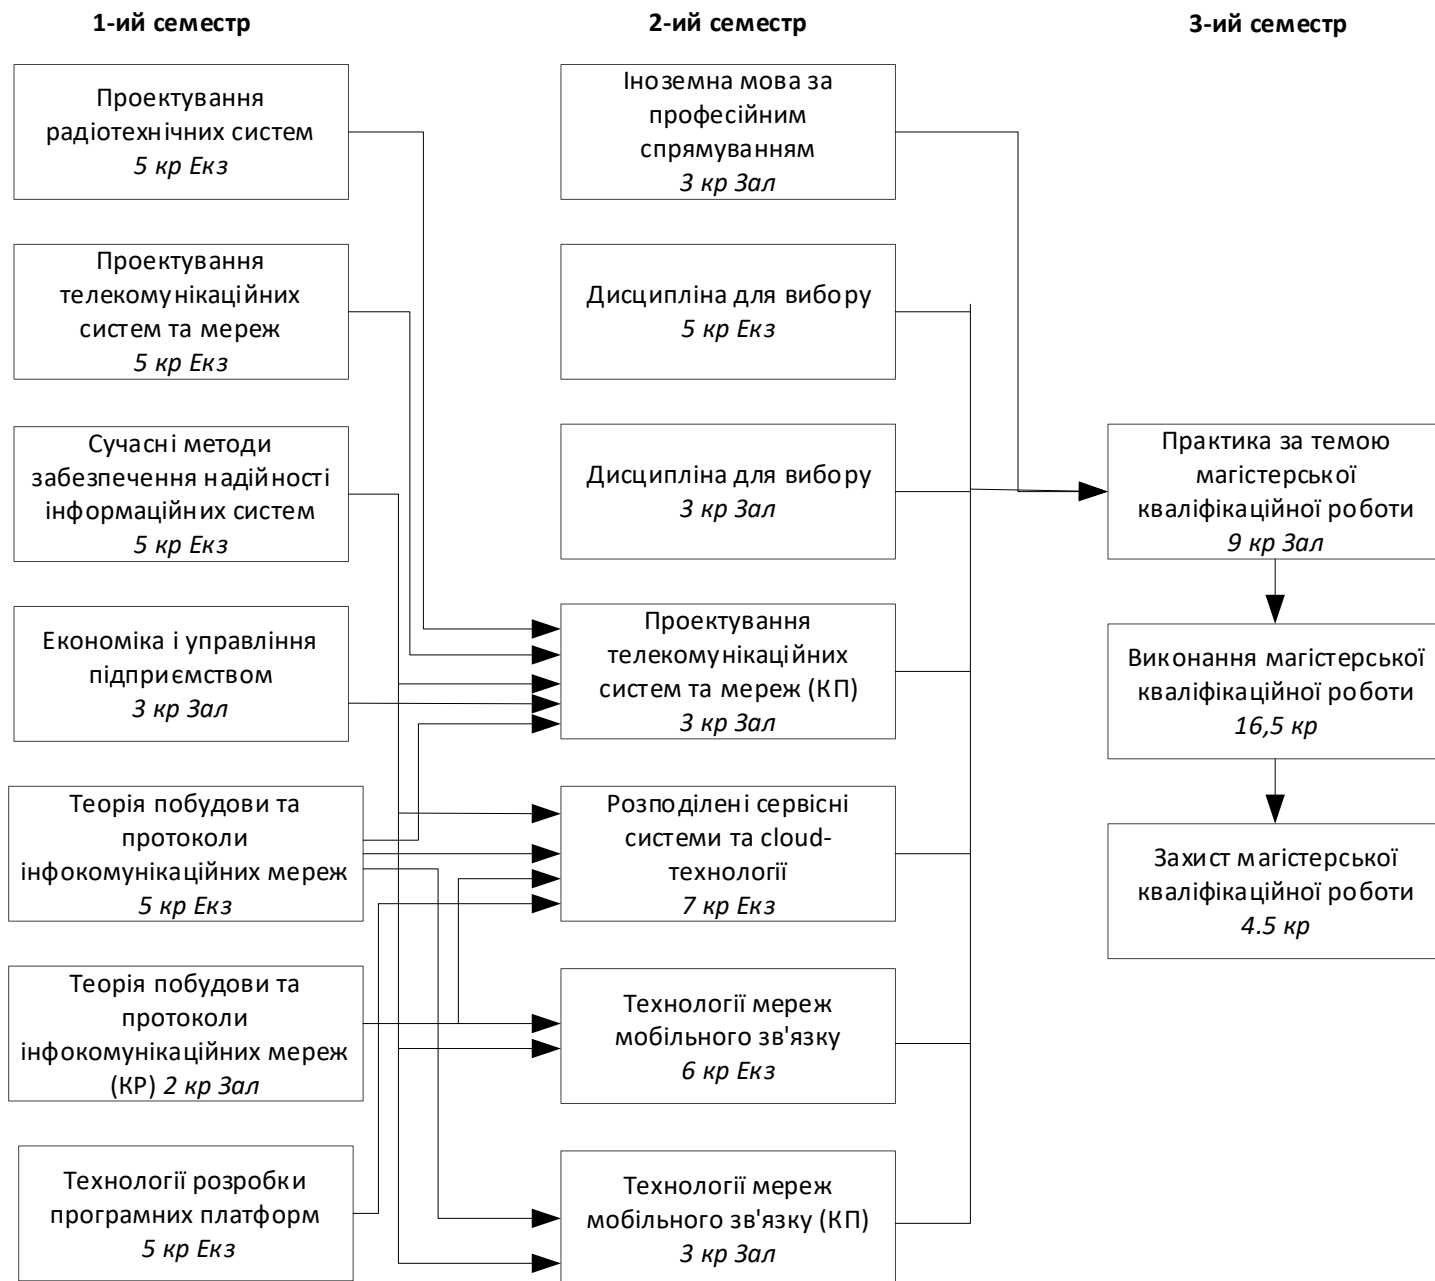 1-ий семестр
2-ий семестр
3-ий семестр
Проектування
радіотехнічних систем
5 кр Екз
Проектування
телекомунікаційних
систем та мереж
5 кр Екз
Сучасні методи
забезпечення надійності
інформаційних систем
5 кр Екз
Економіка і управління
підприємством
3 кр Зал
Теорія побудови та
протоколи
інфокомунікаційних мереж
5 кр Екз
Теорія побудови та
протоколи
інфокомунікаційних мереж
(КР) 2 кр Зал
Технології розробки
програмних платформ
5 кр Екз
Іноземна мова за
професійним
спрямуванням
3 кр Зал
Дисципліна для вибору
5 кр Екз
Дисципліна для вибору
3 кр Зал
Проектування
телекомунікаційних
систем та мереж (КП)
3 кр Зал
Розподілені сервісні
системи та cloud-
технології
7 кр Екз
Технології мереж
мобільного зв'язку
6 кр Екз
Технології мереж
мобільного зв'язку (КП)
3 кр Зал
Практика за темою
магістерської
кваліфікаційної роботи
9 кр Зал
Виконання магістерської
кваліфікаційної роботи
16,5 кр
Захист магістерської
кваліфікаційної роботи
4.5 кр